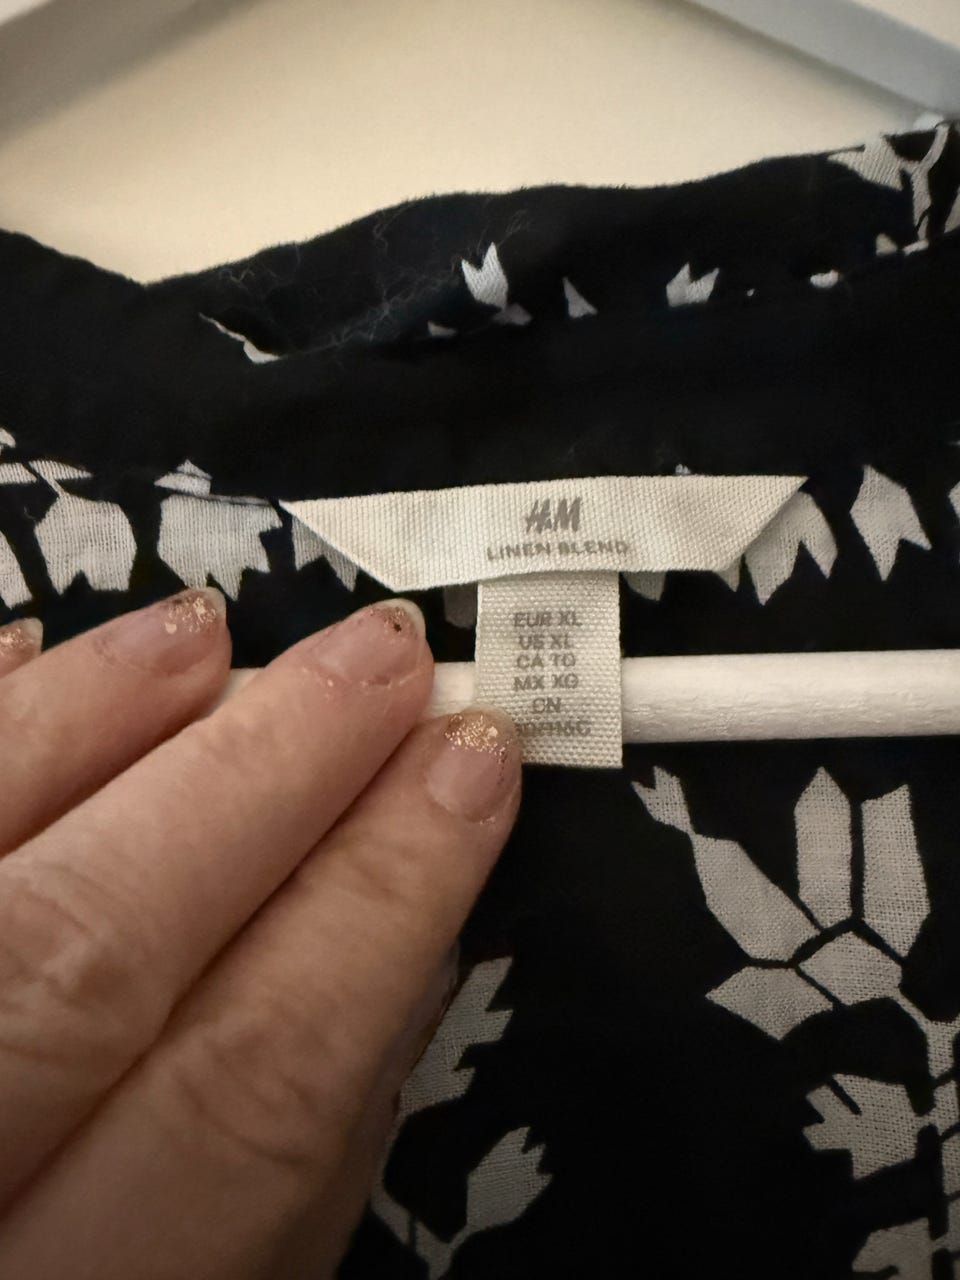 H&M
LINEN BLEND
EUR XL
US XL
CA TG
MX XG
CN